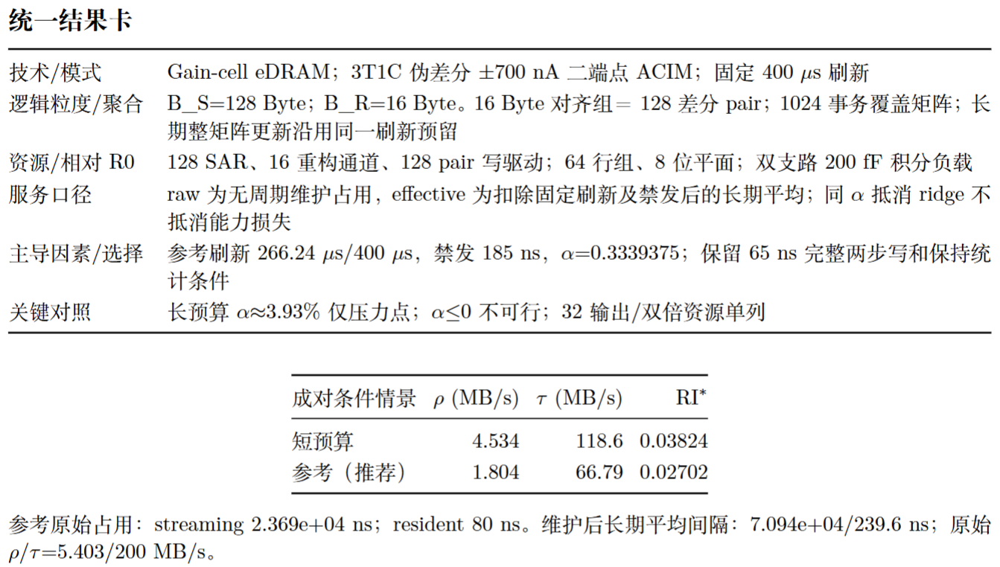 统一结果卡
技术/模式 Gain-cell eDRAM；3T1C 伪差分 ±700 nA 二端点 ACIM；固定 400 μs 刷新
逻辑粒度/聚合 B_S=128 Byte；B_R=16 Byte。16 Byte 对齐组= 128 差分 pair；1024 事务覆盖矩阵；长
期整矩阵更新沿用同一刷新预留
资源/相对 R0 128 SAR、16 重构通道、128 pair 写驱动；64 行组、8 位平面；双支路 200 fF 积分负载
服务口径 raw 为无周期维护占用，effective 为扣除固定刷新及禁发后的长期平均；同 α 抵消 ridge 不
抵消能力损失
主导因素/选择 参考刷新 266.24 μs/400 μs，禁发 185 ns，α=0.3339375；保留 65 ns 完整两步写和保持统
计条件
关键对照 长预算 α≈3.93% 仅压力点；α≤0 不可行；32 输出/双倍资源单列
成对条件情景 ρ (MB/s) τ (MB/s) RI*
短预算 4.534 118.6 0.03824
参考（推荐） 1.804 66.79 0.02702
参考原始占用：streaming 2.369e+04 ns；resident 80 ns。维护后长期平均间隔：7.094e+04/239.6 ns；原始
ρ/τ=5.403/200 MB/s。